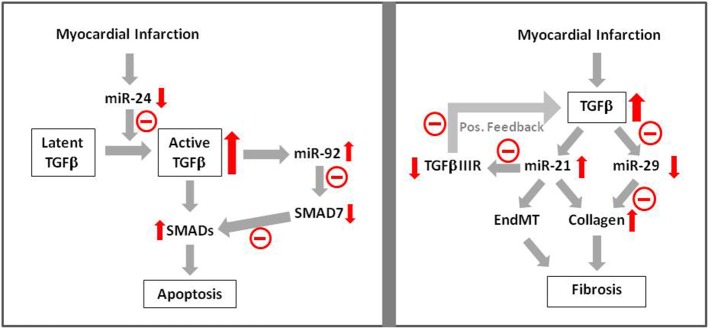 Myocardial Infarction
miR-24
Latent
TGFβ
Active
TGFβ
miR-92
SMAD7
SMADs
Apoptosis
Myocardial Infarction
TGFβ
Pos. Feedback
TGFβIIIR
miR-21
miR-29
EndMT
Collagen
Fibrosis